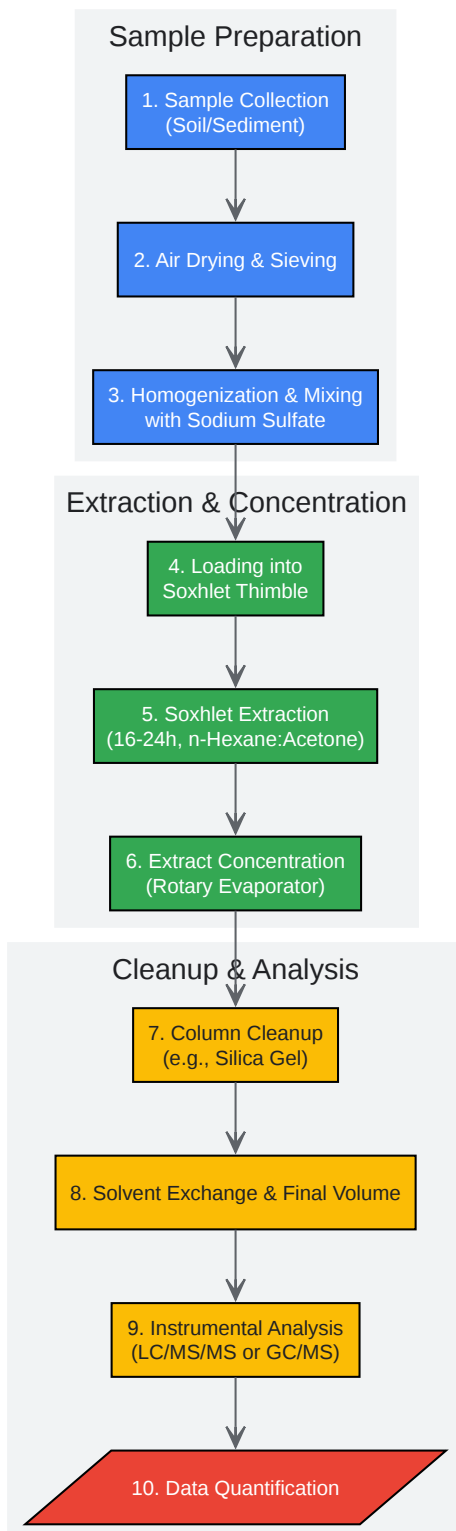 Sample Preparation
1. Sample Collection
(Soil/Sediment)
2. Air Drying & Sieving
3. Homogenization & Mixing
with Sodium Sulfate
Extraction & Concentration
4. Loading into
Soxhlet Thimble
5. Soxhlet Extraction
(16-24h, n-Hexane:Acetone)
6. Extract Concentration
(Rotary Evaporator)
Cleanup & Analysis
7. Column Cleanup
(e.g., Silica Gel)
8. Solvent Exchange & Final Volume
9. Instrumental Analysis
(LC/MS/MS or GC/MS)
10. Data Quantification